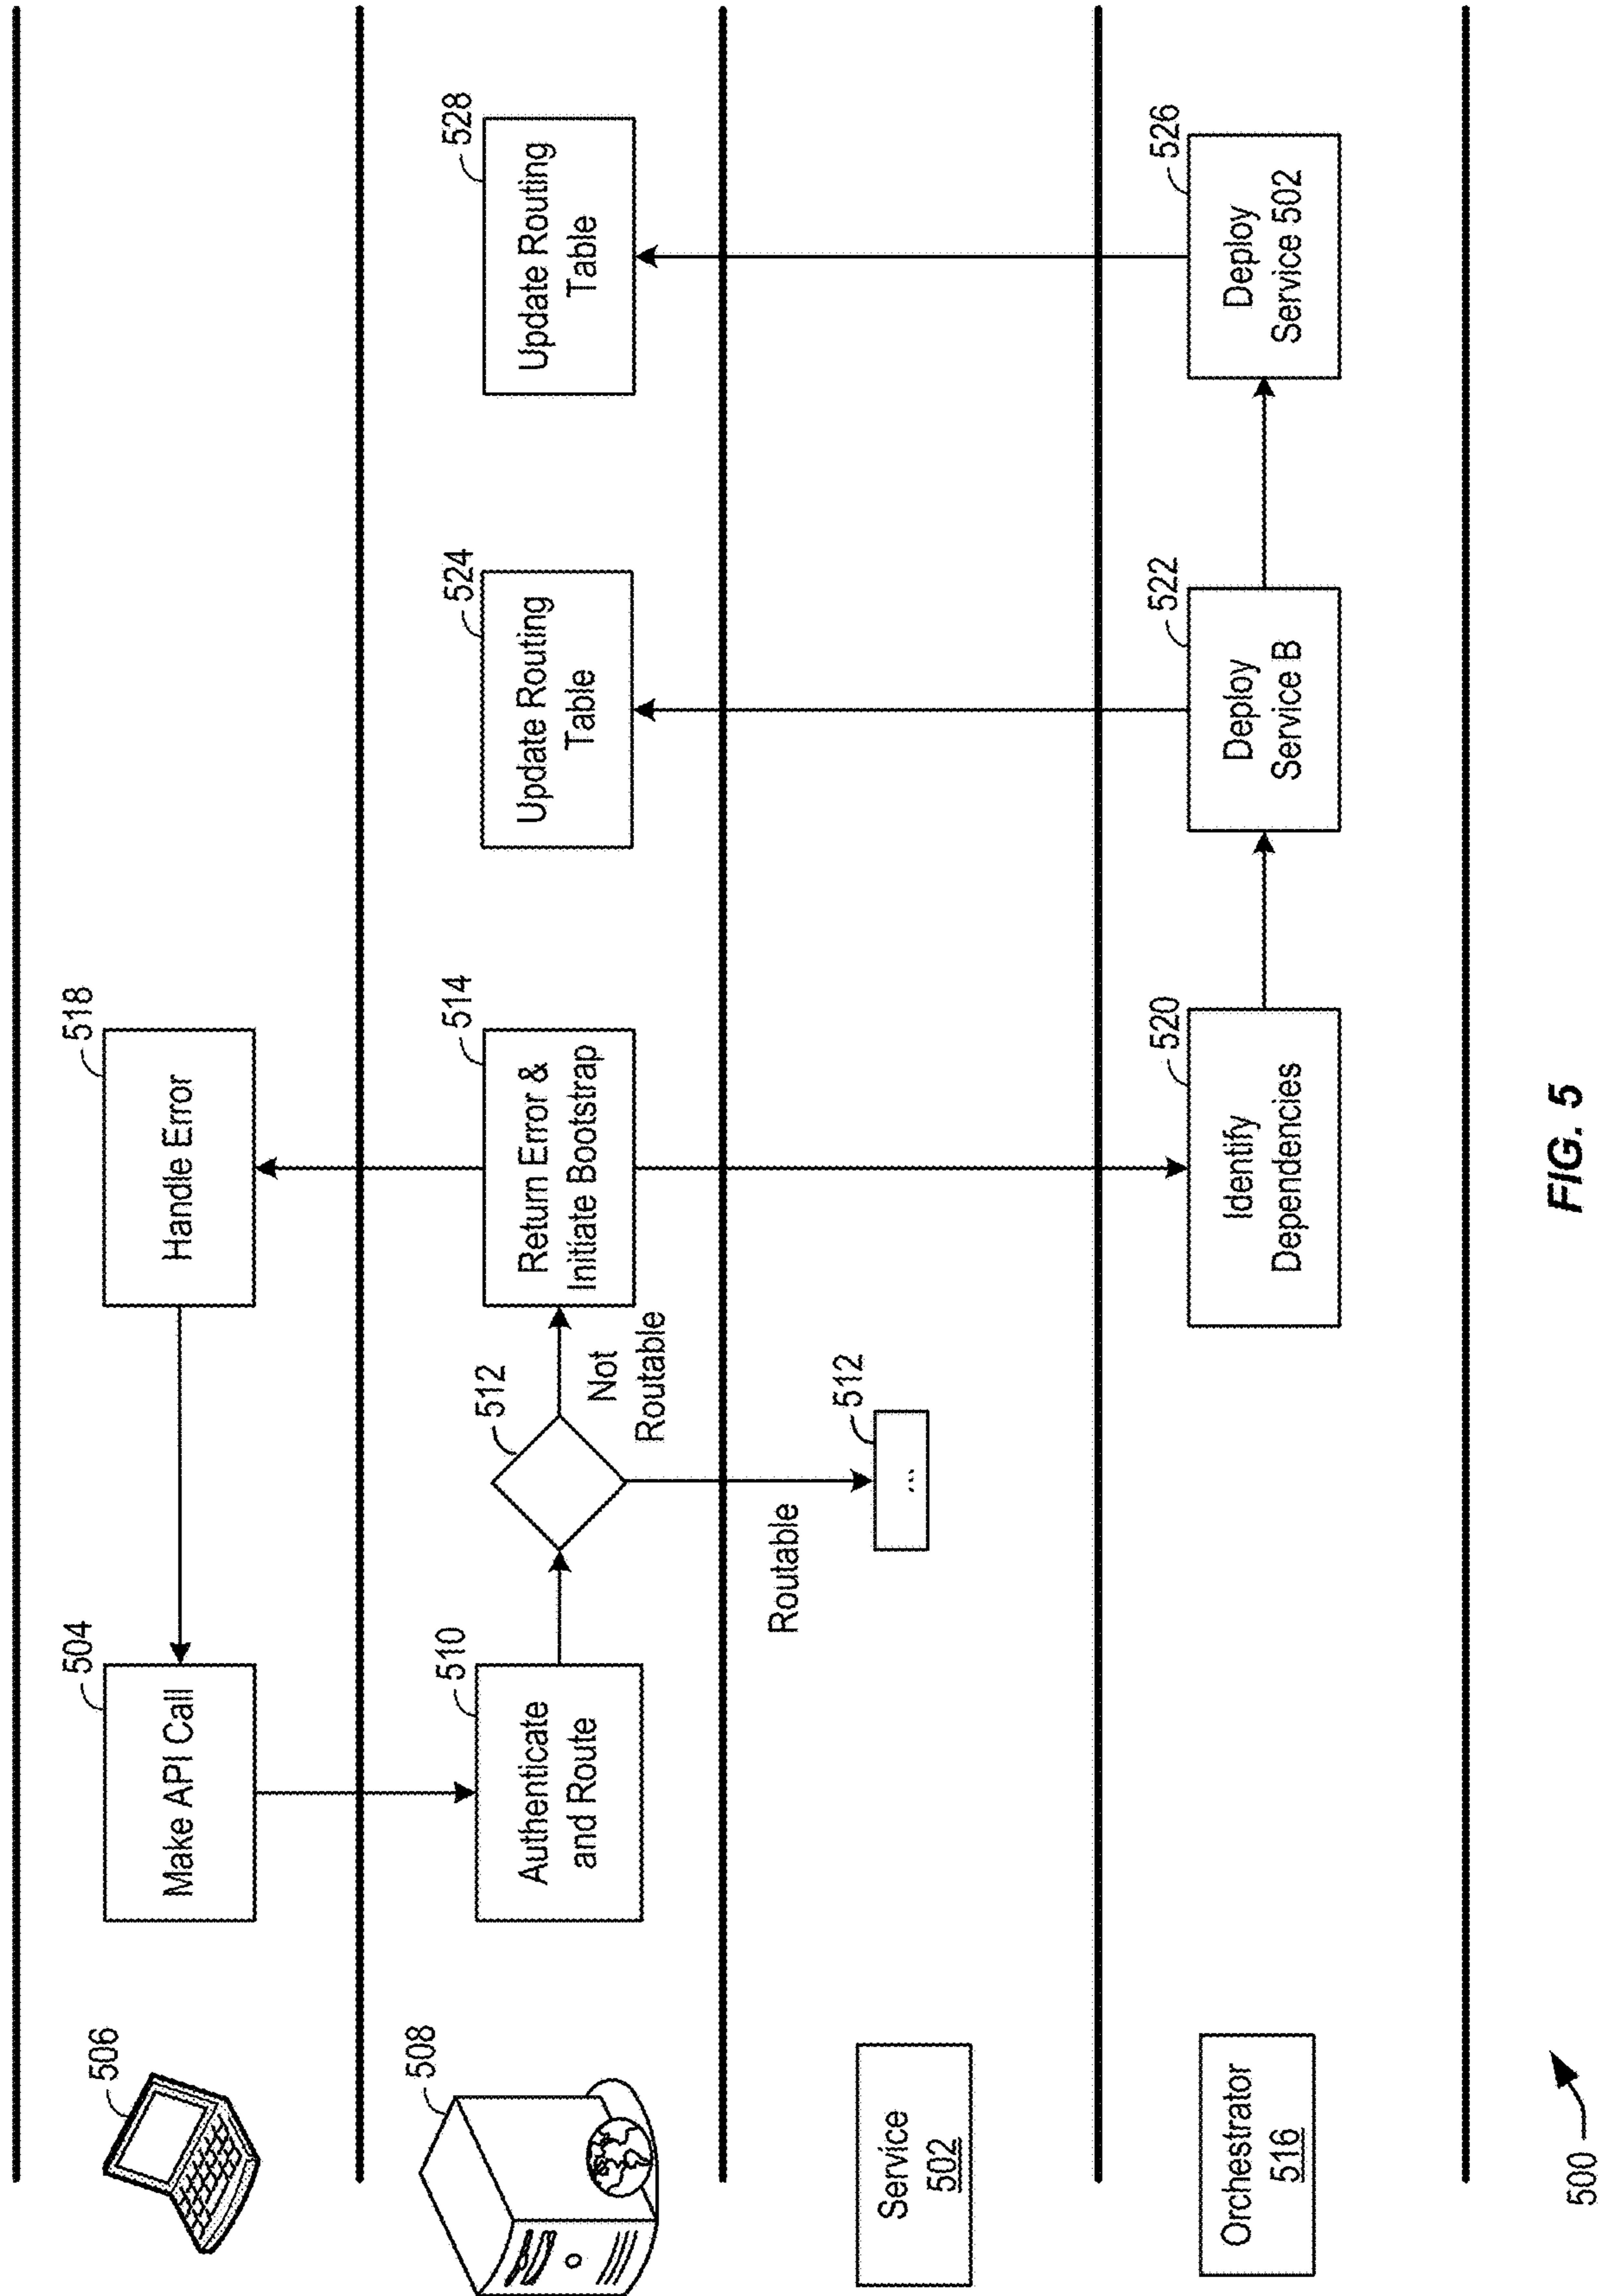 506
504
Make API Call
518
Handle Error
508
510
Authenticate
and Route
512
Not
Routable
514
Return Error &
Initiate Bootstrap
524
Update Routing
Table
528
Update Routing
Table
Service
502
Routable
512
...
Orchestrator
516
520
Identify
Dependencies
522
Deploy
Service B
526
Deploy
Service 502
500
FIG. 5